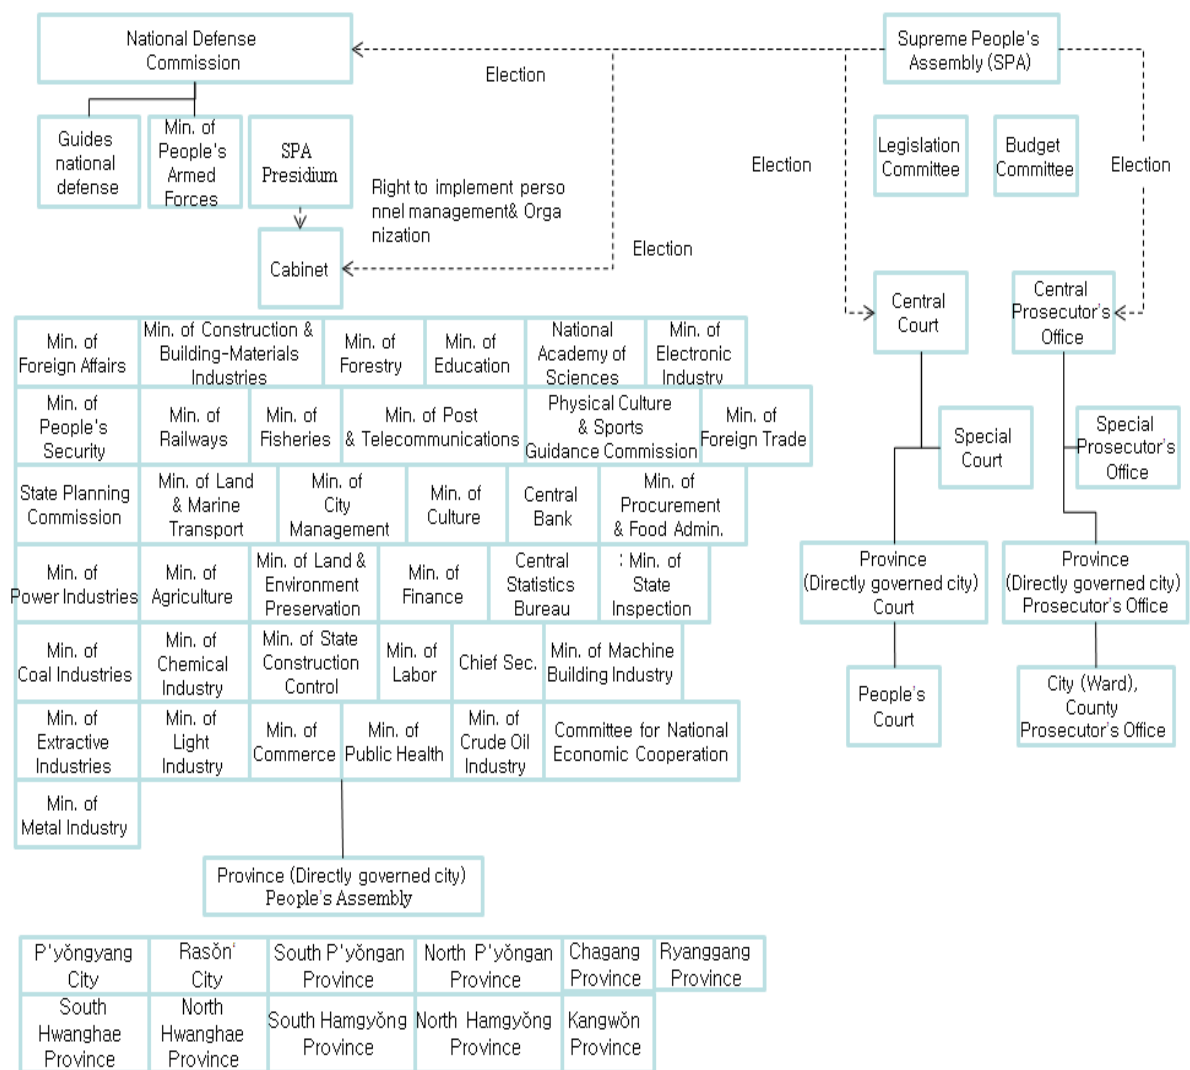 National Defense
Commission
Supreme People's
Assembly (SPA)
Election
Guides
national
defense
Min. of
People's
Armed
Forces
SPA
Presidium
Legislation
Committee
Budget
Committee
Election
Election
Right to implement perso
nnel management& Orga
nization
Election
Cabinet
Central
Court
Central
Prosecutor's
Office
Min. of
Foreign Affairs
Min. of Construction &
Building-Materials
Industries
Min. of
Forestry
Min. of
Education
National
Academy of
Sciences
Min. of
Electronic
Industry
Min. of
People's
Security
Min. of
Railways
Min. of
Fisheries
Min. of Post
& Telecommunications
Physical Culture
& Sports
Guidance Commission
Min. of
Foreign Trade
Special
Court
Special
Prosecutor's
Office
State Planning
Commission
Min. of Land
& Marine
Transport
Min. of
City
Management
Min. of
Culture
Central
Bank
Min. of
Procurement
& Food Admin.
Min. of
Power Industries
Min. of
Agriculture
Min. of Land &
Environment
Preservation
Min. of
Finance
Central
Statistics
Bureau
: Min. of
State
Inspection
Province
(Directly governed city)
Court
Province
(Directly governed city)
Prosecutor's Office
Min. of
Coal Industries
Min. of
Chemical
Industry
Min. of State
Construction
Control
Min. of
Labor
Chief Sec.
Min. of Machine
Building Industry
People's
Court
City (Ward),
County
Prosecutor's Office
Min. of
Extractive
Industries
Min. of
Light
Industry
Min. of
Commerce
Min. of
Public Health
Min. of
Crude Oil
Industry
Committee for National
Economic Cooperation
Min. of
Metal Industry
Province (Directly governed city)
People's Assembly
P'yŏngyang
City
Rasŏn‘
City
South P'yŏngan
Province
North P'yŏngan
Province
Chagang
Province
Ryanggang
Province
South
Hwanghae
Province
North
Hwanghae
Province
South Hamgyŏng
Province
North Hamgyŏng
Province
Kangwŏn
Province